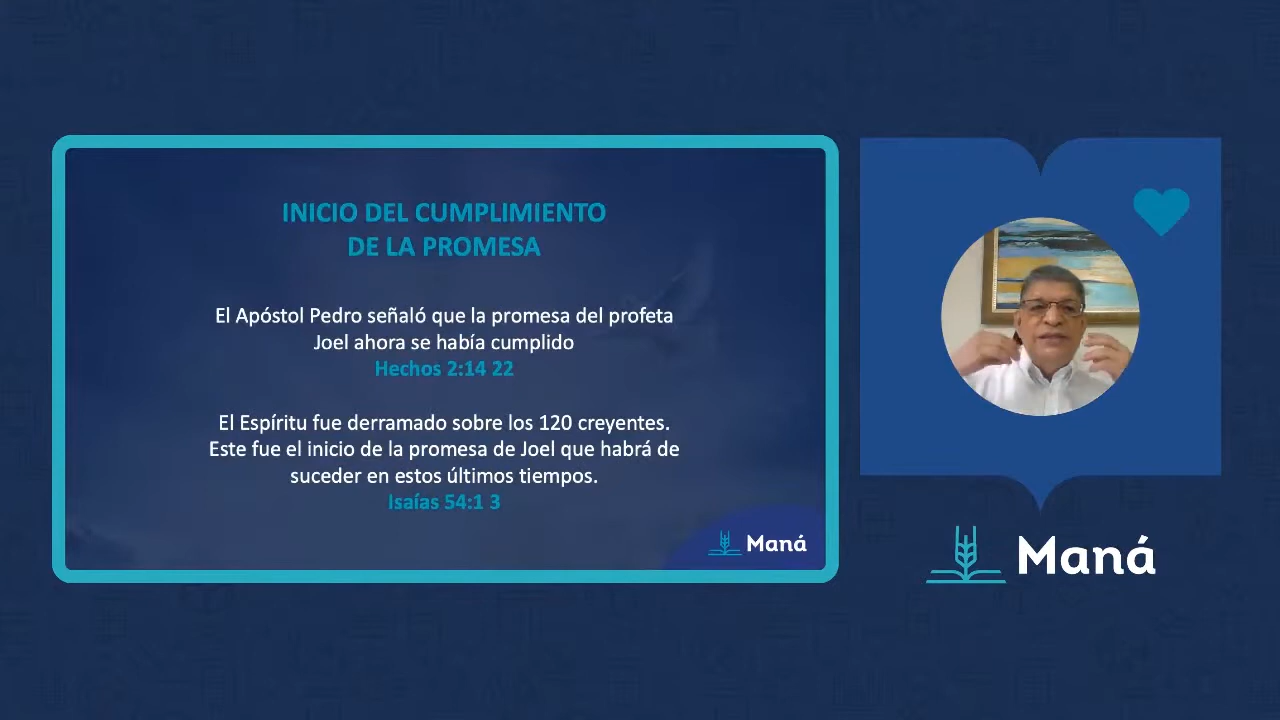 INICIO DEL CUMPLIMIENTO
DE LA PROMESA
El Apóstol Pedro señaló que la promesa del profeta
Joel ahora se había cumplido
Hechos 2:14 22
El Espíritu fue derramado sobre los 120 creyentes.
Este fue el inicio de la promesa de Joel que habrá de
suceder en estos últimos tiempos.
Isaías 54:1 3
Maná
Maná